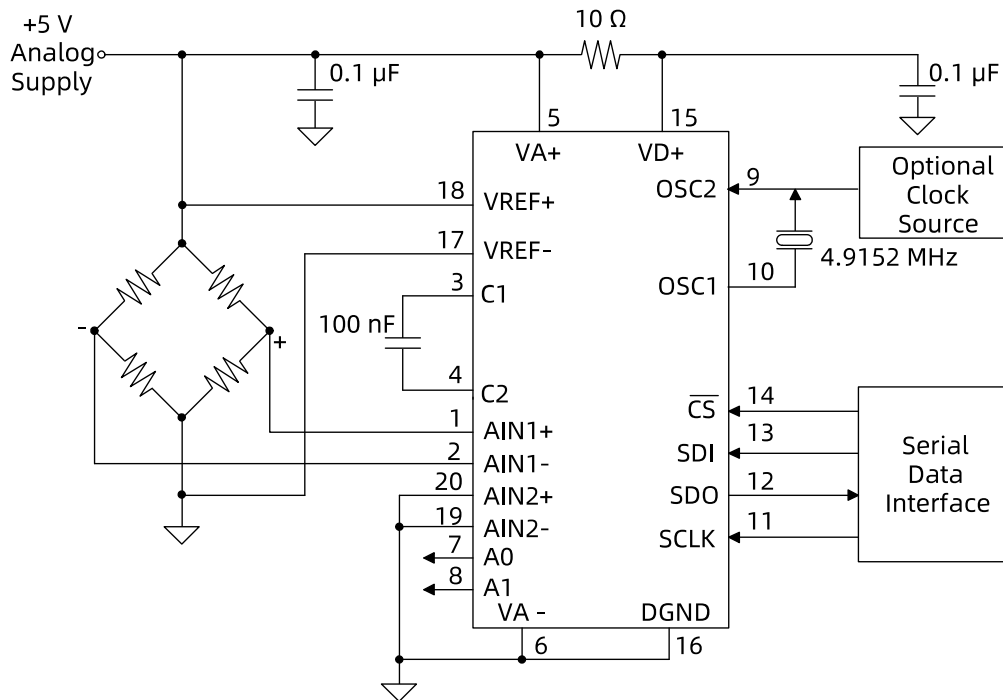 +5 V
Analog
Supply
10 Ω
0.1 µF
0.1 µF
5
15
VA+
VD+
18
VREF+
17
VREF-
3
C1
100 nF
4
C2
1
AIN1+
2
AIN1-
20
AIN2+
19
AIN2-
7
A0
8
A1
VA -
6
DGND
16
-
+
OSC2
9
Optional
Clock
Source
4.9152 MHz
OSC1
10
CS
14
SDI
13
SDO
12
SCLK
11
Serial
Data
Interface